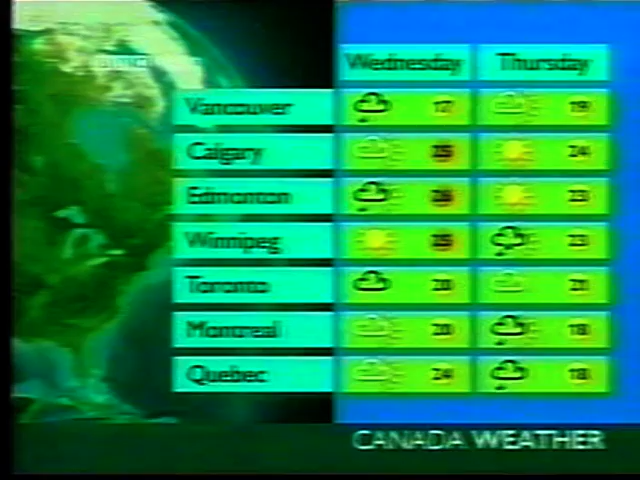 Wednesday Thursday
Vancouver 17 19
Calgary 25 24
Edmonton 26 23
Winnipeg 25 23
Toronto 20 21
Montreal 20 18
Quebec 24 18
CANADA WEATHER